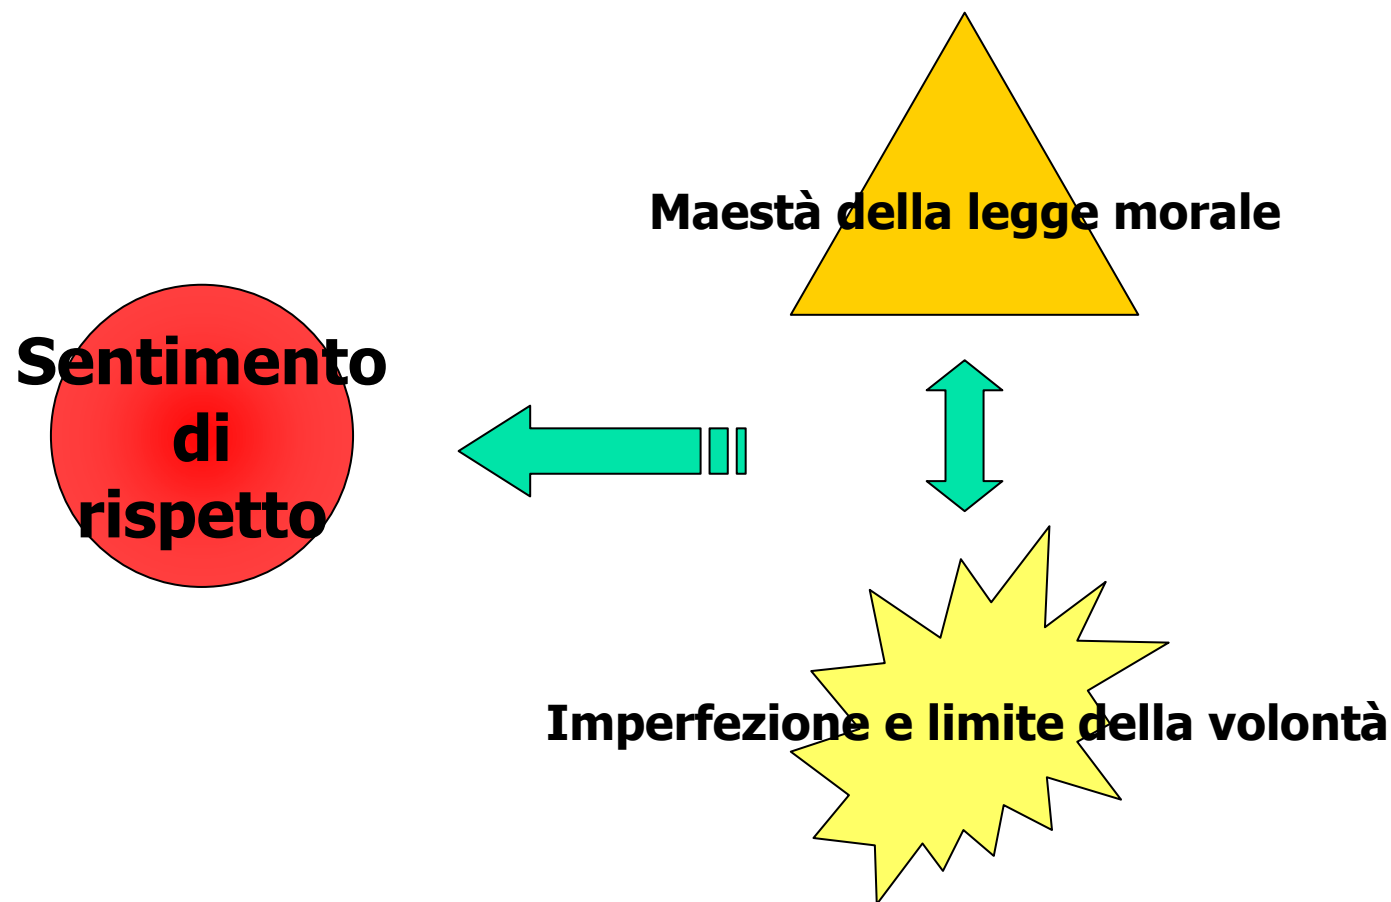 Maestà della legge morale
Sentimento
di
rispetto
Imperfezione e limite della volontà